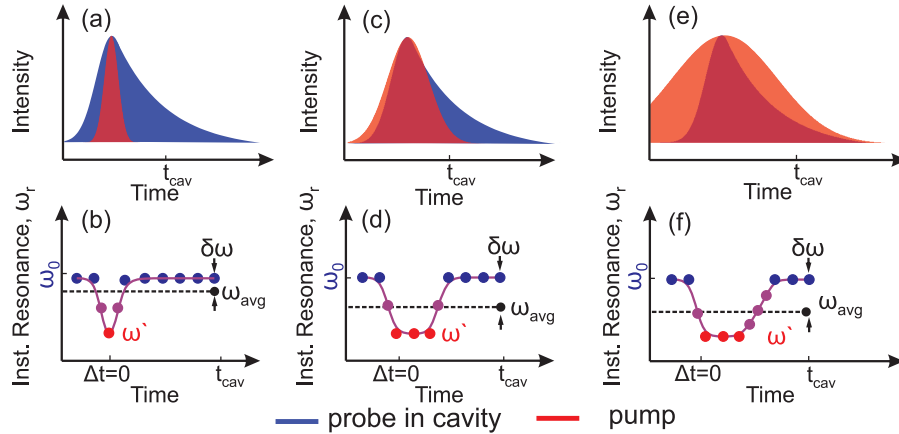 (a)
Intensity
t_cav
Time
(c)
Intensity
t_cav
Time
(e)
Intensity
t_cav
Time
(b)
Inst. Resonance, ω_r
ω_0
δω
ω_avg
ω`
Δt=0
t_cav
Time
(d)
Inst. Resonance, ω_r
ω_0
δω
ω_avg
ω`
Δt=0
t_cav
Time
(f)
Inst. Resonance, ω_r
ω_0
δω
ω_avg
ω`
Δt=0
t_cav
Time
probe in cavity
pump